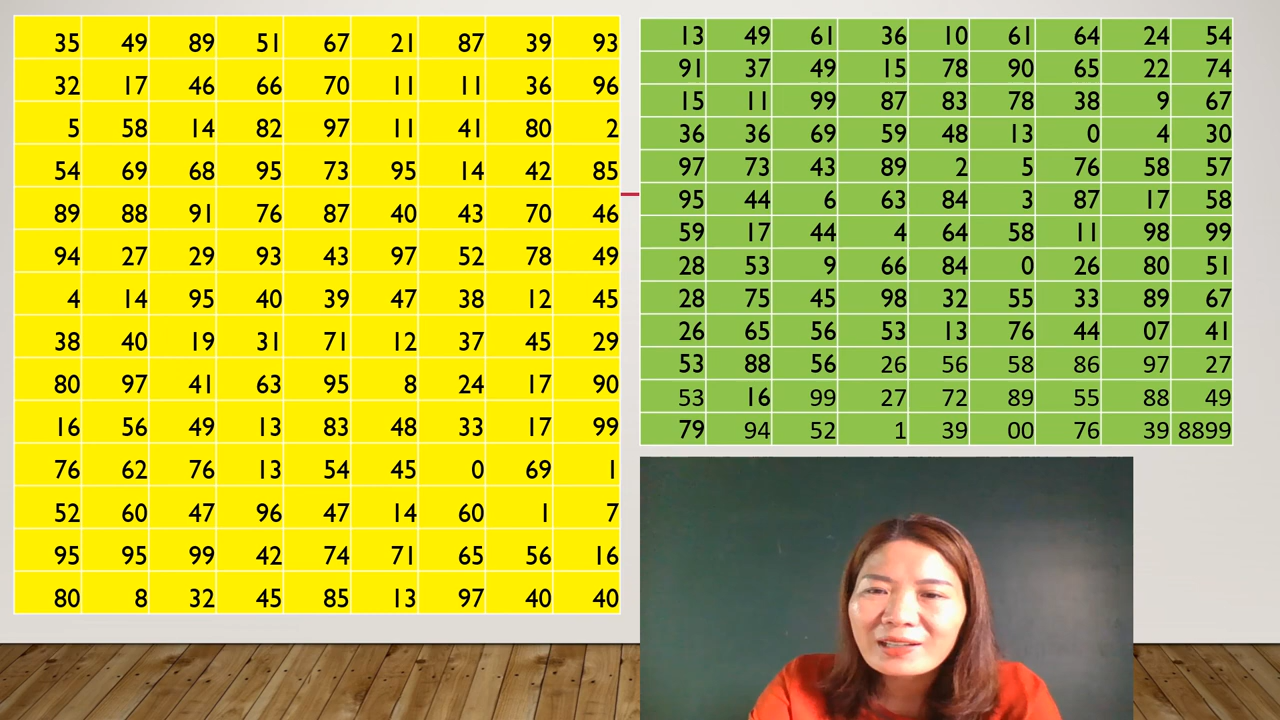 35 49 89 51 67 21 87 39 93
32 17 46 66 70 11 11 36 96
5 58 14 82 97 11 41 80 2
54 69 68 95 73 95 14 42 85
89 88 91 76 87 40 43 70 46
94 27 29 93 43 97 52 78 49
4 14 95 40 39 47 38 12 45
38 40 19 31 71 12 37 45 29
80 97 41 63 95 8 24 17 90
16 56 49 13 83 48 33 17 99
76 62 76 13 54 45 0 69 1
52 60 47 96 47 14 60 1 7
95 95 99 42 74 71 65 56 16
80 8 32 45 85 13 97 40 40
13 49 61 36 10 61 64 24 54
91 37 49 15 78 90 65 22 74
15 11 99 87 83 78 38 9 67
36 36 69 59 48 13 0 4 30
97 73 43 89 2 5 76 58 57
95 44 6 63 84 3 87 17 58
59 17 44 4 64 58 11 98 99
28 53 9 66 84 0 26 80 51
28 75 45 98 32 55 33 89 67
26 65 56 53 13 76 44 07 41
53 88 56 26 56 58 86 97 27
53 16 99 27 72 89 55 88 49
79 94 52 1 39 00 76 39 8899